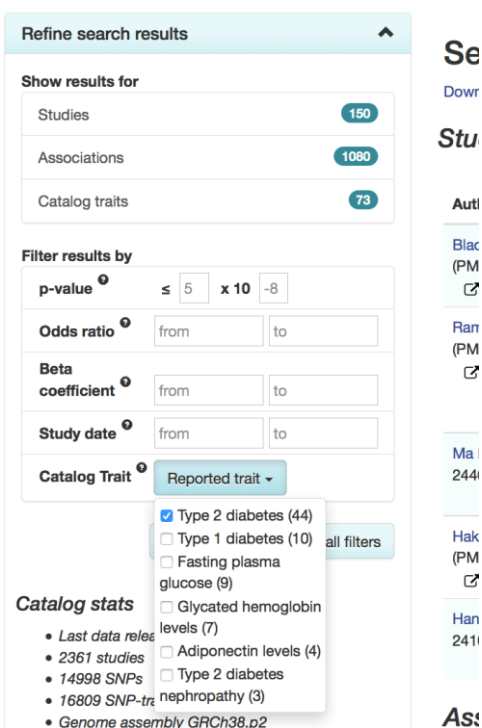 Refine search results
Show results for
Studies 150
Associations 1080
Catalog traits 73
Filter results by
p-value ≤ 5 x 10 -8
Odds ratio from to
Beta
coefficient from to
Study date from to
Catalog Trait Reported trait
Type 2 diabetes (44)
Type 1 diabetes (10)
Fasting plasma
glucose (9)
Glycated hemoglobin
levels (7)
Adiponectin levels (4)
Type 2 diabetes
nephropathy (3)
all filters
Catalog stats
• Last data relea
• 2361 studies
• 14998 SNPs
• 16809 SNP-tra
• Genome assembly GRCh38.p2
Se
Down
Stu
Aut
(PM
Ram
(PM
Ma
244
Hak
(PM
Han
241
Ass